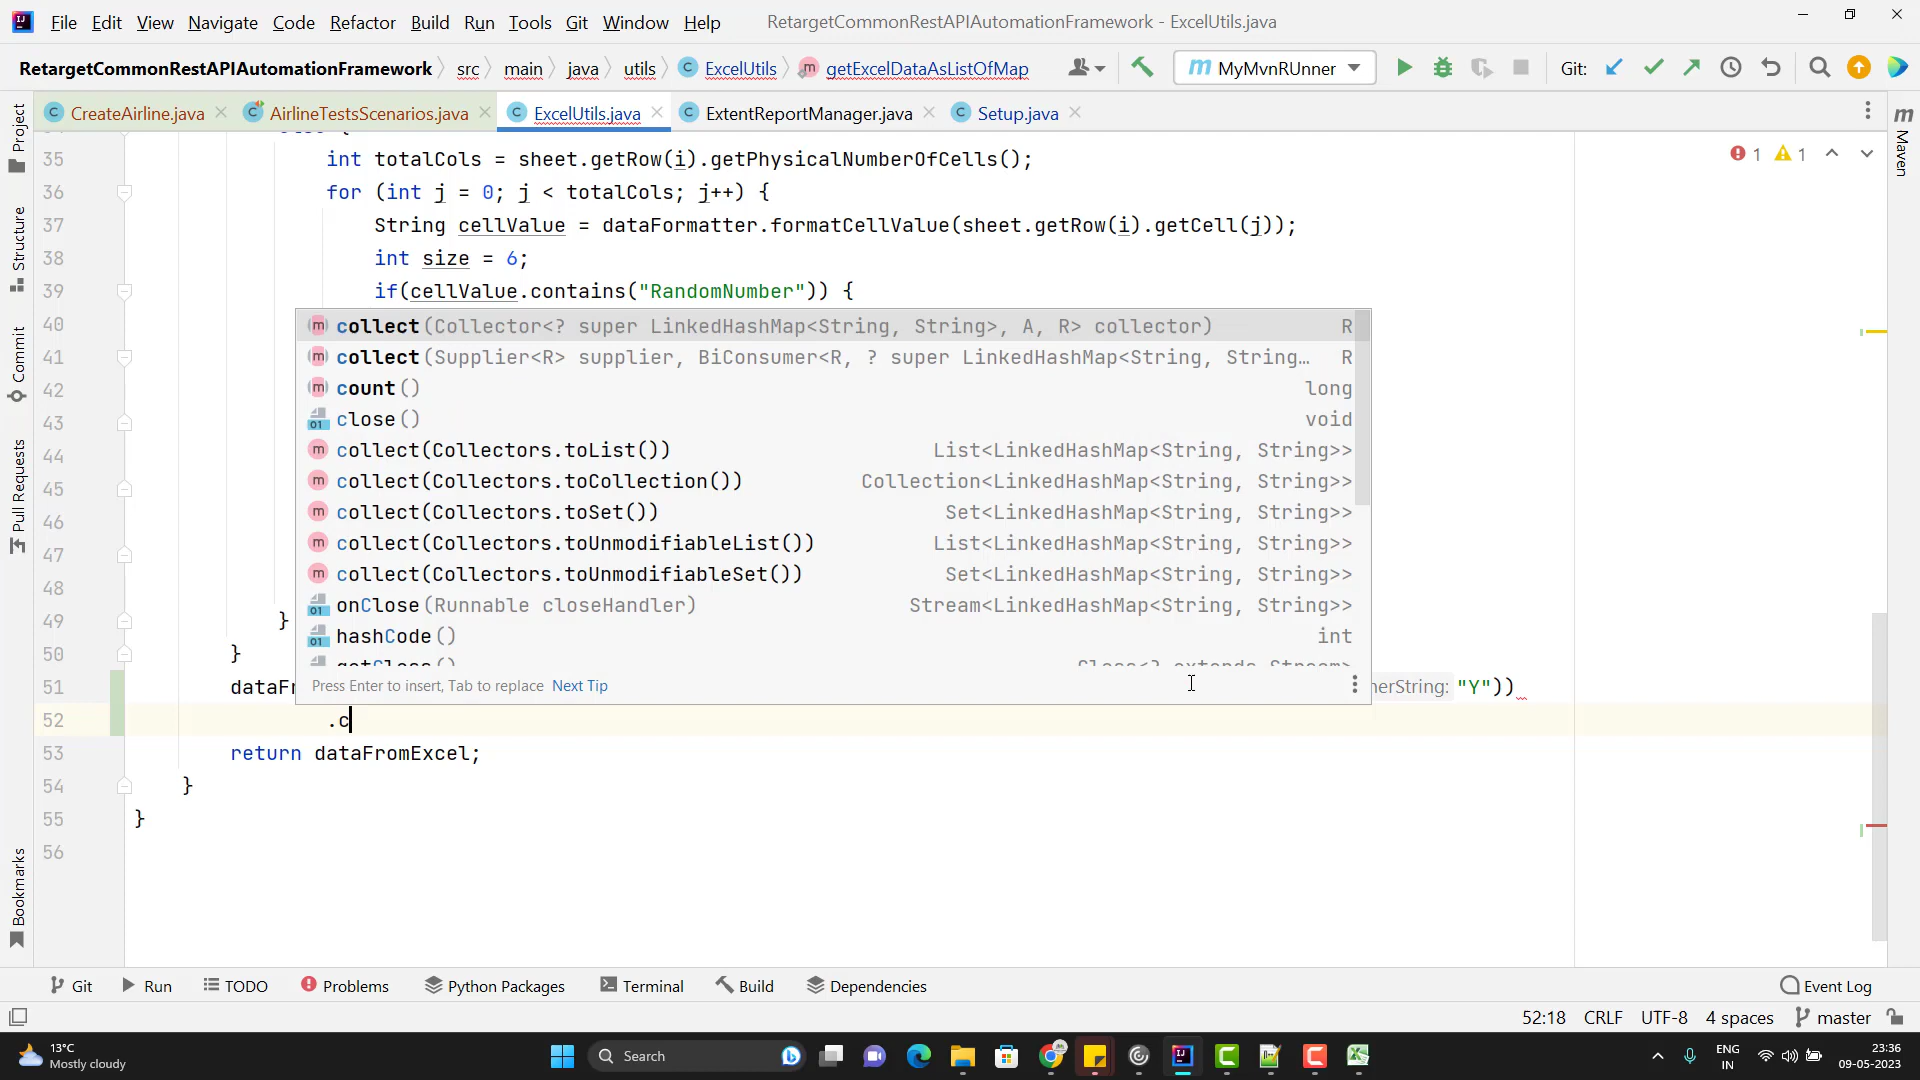 File Edit View Navigate Code Refactor Build Run Tools Git Window Help RetargetCommonRestAPIAutomationFramework - ExcelUtils.java
RetargetCommonRestAPIAutomationFramework src main java utils ExcelUtils getExcelDataAsListOfMap MyMvnRUnner Git:
CreateAirline.java AirlineTestsScenarios.java ExcelUtils.java ExtentReportManager.java Setup.java
Project
Structure
Commit
Pull Requests
Bookmarks
Maven
1 1
35 int totalCols = sheet.getRow(i).getPhysicalNumberOfCells();
36 for (int j = 0; j < totalCols; j++) {
37 String cellValue = dataFormatter.formatCellValue(sheet.getRow(i).getCell(j));
38 int size = 6;
39 if(cellValue.contains("RandomNumber")) {
40
41
42
43
44
45
46
47
48
49 }
50 }
51 dataFr nerString: "Y"))
52 .c
53 return dataFromExcel;
54 }
55 }
56
collect(Collector<? super LinkedHashMap<String, String>, A, R> collector) R
collect(Supplier<R> supplier, BiConsumer<R, ? super LinkedHashMap<String, String… R
count() long
close() void
collect(Collectors.toList()) List<LinkedHashMap<String, String>>
collect(Collectors.toCollection()) Collection<LinkedHashMap<String, String>>
collect(Collectors.toSet()) Set<LinkedHashMap<String, String>>
collect(Collectors.toUnmodifiableList()) List<LinkedHashMap<String, String>>
collect(Collectors.toUnmodifiableSet()) Set<LinkedHashMap<String, String>>
onClose(Runnable closeHandler) Stream<LinkedHashMap<String, String>>
hashCode() int
getClass() Class<? extends Stream>
Press Enter to insert, Tab to replace Next Tip
Git Run TODO Problems Python Packages Terminal Build Dependencies Event Log
52:18 CRLF UTF-8 4 spaces master
13°C
Mostly cloudy
Search
ENG
IN
23:36
09-05-2023